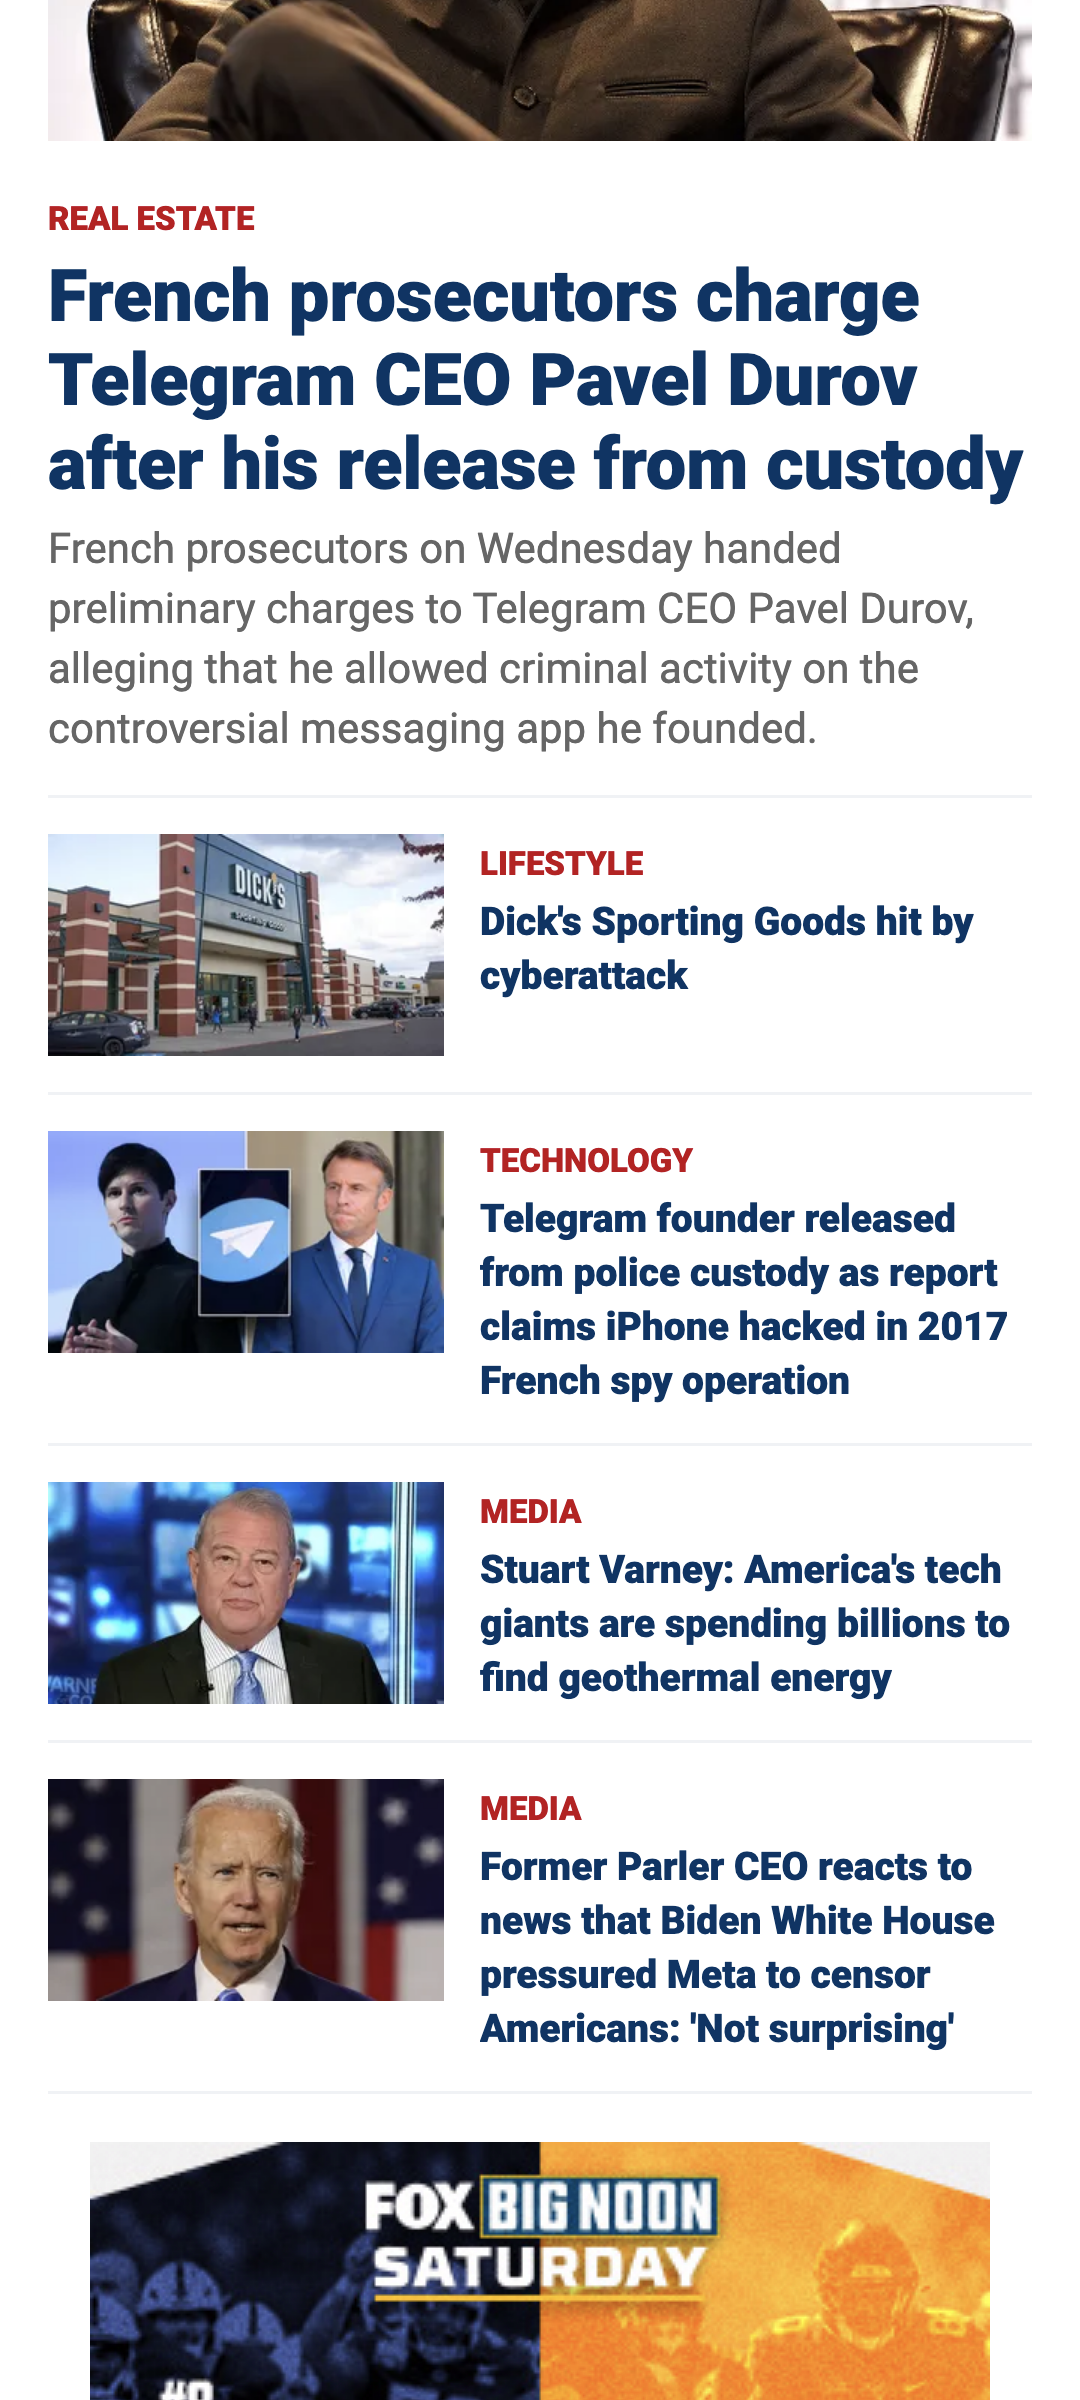 REAL ESTATE
French prosecutors charge
Telegram CEO Pavel Durov
after his release from custody
French prosecutors on Wednesday handed
preliminary charges to Telegram CEO Pavel Durov,
alleging that he allowed criminal activity on the
controversial messaging app he founded.
DICK'S
SPORTING GOODS
LIFESTYLE
Dick's Sporting Goods hit by
cyberattack
TECHNOLOGY
Telegram founder released
from police custody as report
claims iPhone hacked in 2017
French spy operation
MEDIA
Stuart Varney: America's tech
giants are spending billions to
find geothermal energy
MEDIA
Former Parler CEO reacts to
news that Biden White House
pressured Meta to censor
Americans: 'Not surprising'
FOX BIG NOON
SATURDAY